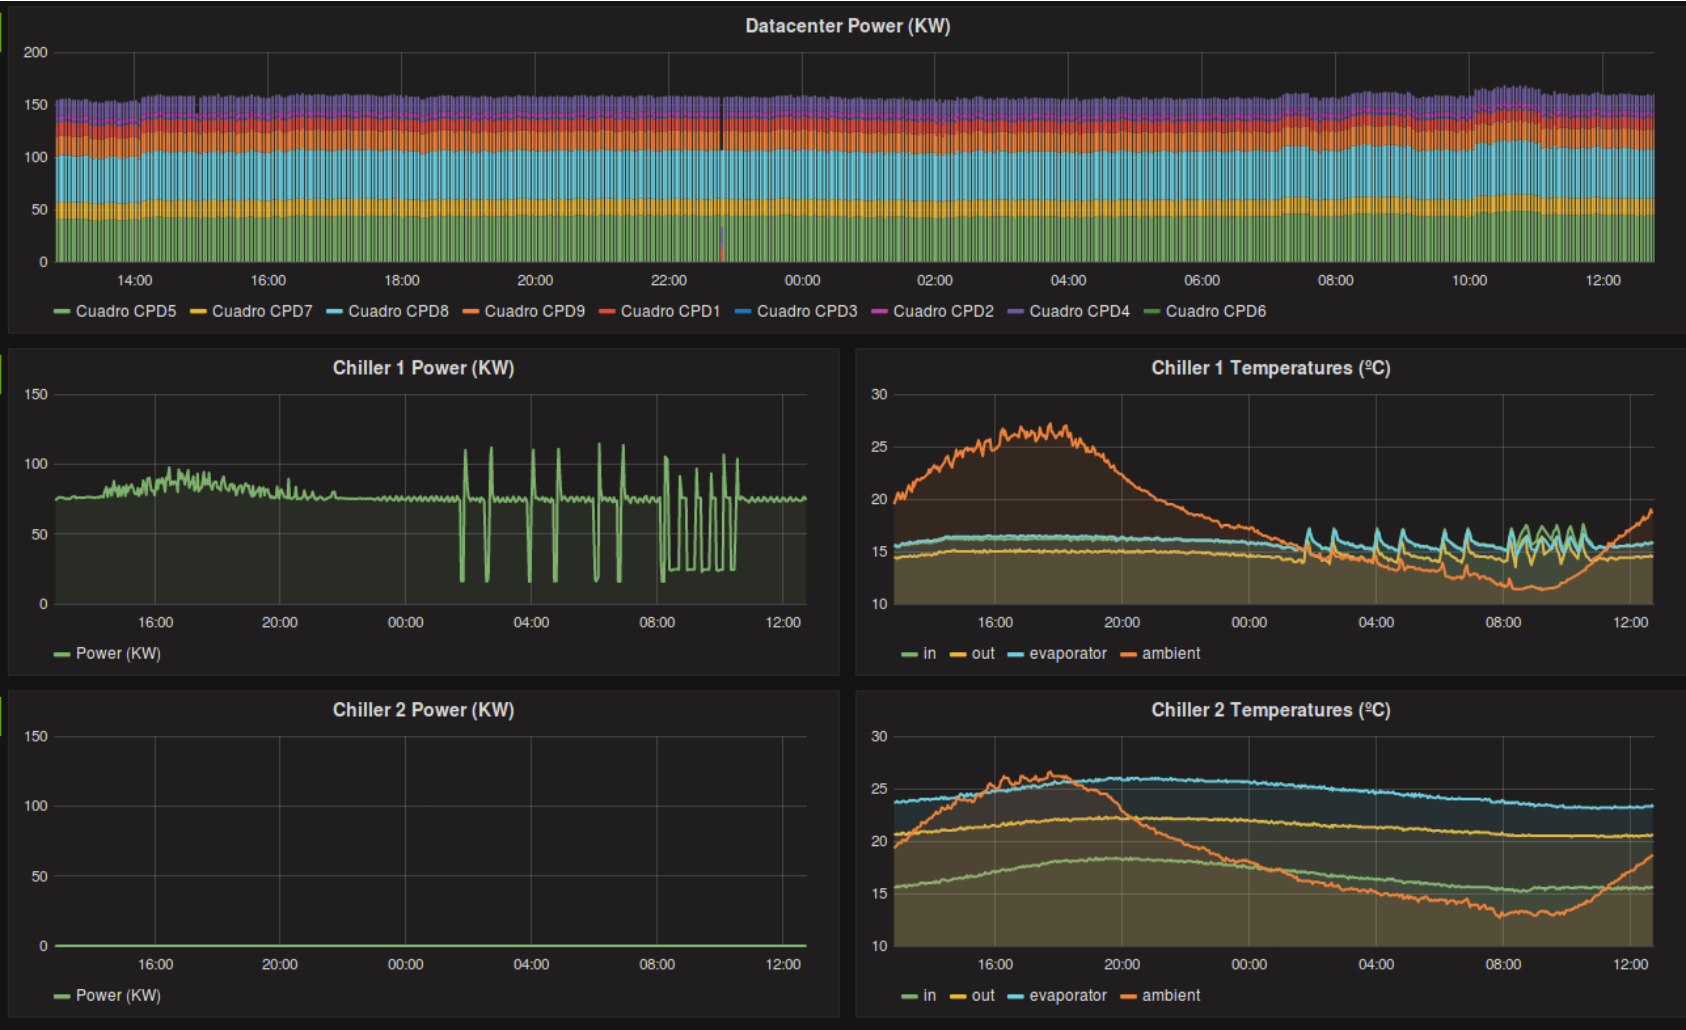 Datacenter Power (KW)
200
150
100
50
0
14:00 16:00 18:00 20:00 22:00 00:00 02:00 04:00 06:00 08:00 10:00 12:00
Cuadro CPD5 Cuadro CPD7 Cuadro CPD8 Cuadro CPD9 Cuadro CPD1 Cuadro CPD3 Cuadro CPD2 Cuadro CPD4 Cuadro CPD6
Chiller 1 Power (KW)
150
100
50
0
16:00 20:00 00:00 04:00 08:00 12:00
Power (KW)
Chiller 1 Temperatures (ºC)
30
25
20
15
10
16:00 20:00 00:00 04:00 08:00 12:00
in out evaporator ambient
Chiller 2 Power (KW)
150
100
50
0
16:00 20:00 00:00 04:00 08:00 12:00
Power (KW)
Chiller 2 Temperatures (ºC)
30
25
20
15
10
16:00 20:00 00:00 04:00 08:00 12:00
in out evaporator ambient